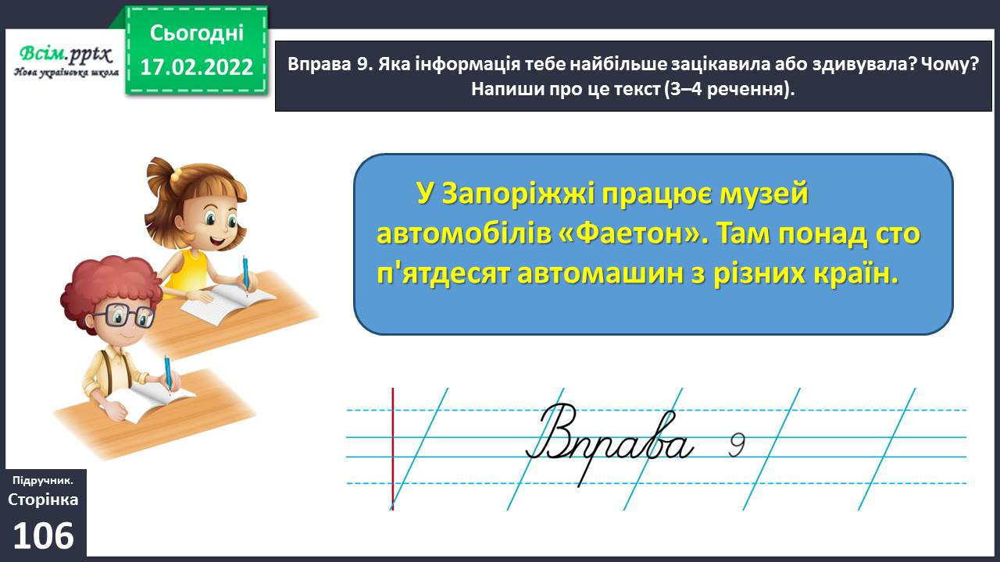 Всім.pptx
Нова українська школа
Сьогодні
17.02.2022
Вправа 9. Яка інформація тебе найбільше зацікавила або здивувала? Чому?
Напиши про це текст (3–4 речення).
У Запоріжжі працює музей
автомобілів «Фаетон». Там понад сто
п'ятдесят автомашин з різних країн.
Вправа 9
Підручник.
Сторінка
106